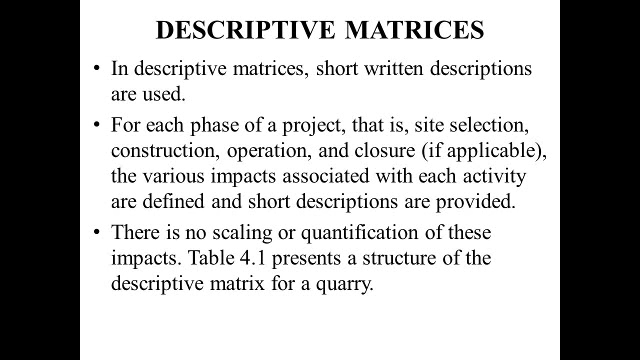 DESCRIPTIVE MATRICES
• In descriptive matrices, short written descriptions
are used.
• For each phase of a project, that is, site selection,
construction, operation, and closure (if applicable),
the various impacts associated with each activity
are defined and short descriptions are provided.
• There is no scaling or quantification of these
impacts. Table 4.1 presents a structure of the
descriptive matrix for a quarry.